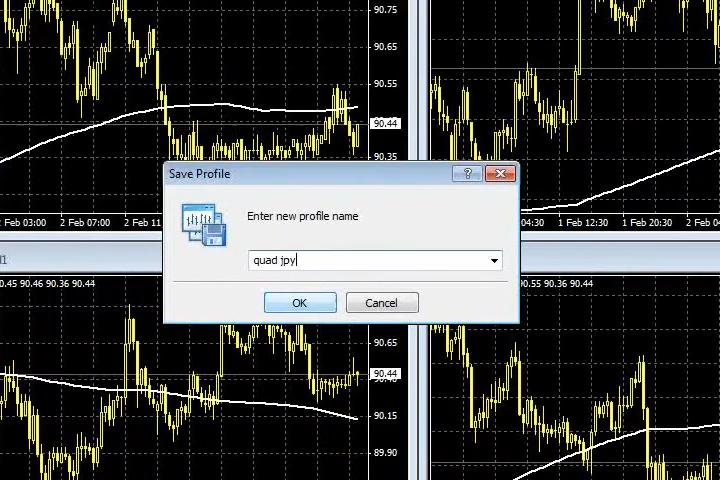 90.75
90.65
90.55
90.44
90.35
Feb 03:00 2 Feb 07:00 2 Feb 11
04:30 1 Feb 12:30 1 Feb 20:30 2 Feb 04
Save Profile
?
Enter new profile name
quad jpy
OK Cancel
.45 90.46 90.36 90.44
.55 90.36 90.44
90.65
90.44
90.15
89.90